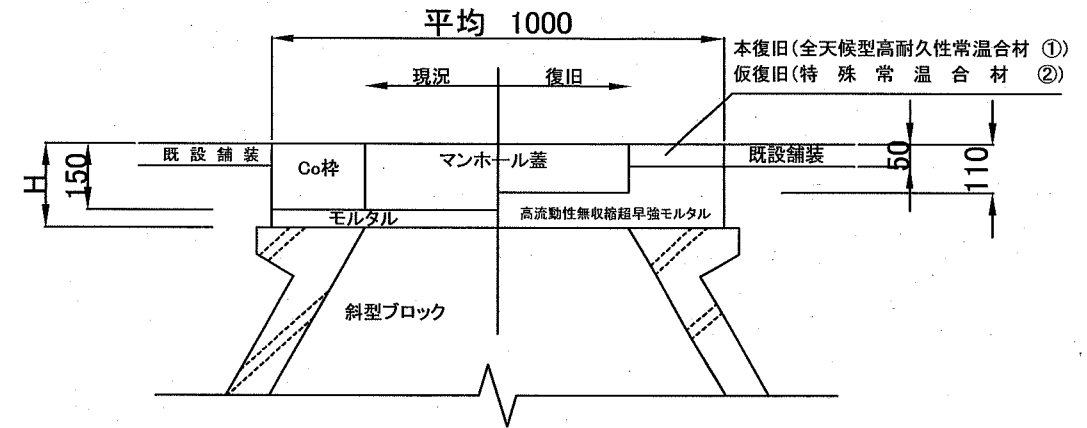 平均 1000
本復旧(全天候型高耐久性常温合材 ①)
仮復旧(特殊常温合材 ②)
現況
復旧
既設舗装
Co枠
マンホール蓋
既設舗装
H
150
50
110
モルタル
高流動性無収縮超早強モルタル
斜型ブロック